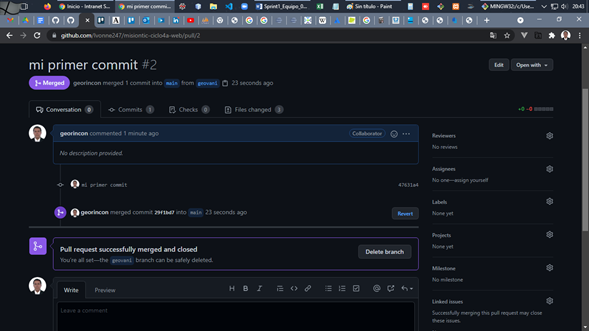 Inicio - Intranet S
mi primer commi
Sprint1_Equipo_0
Sin título - Paint
MINGW32:/c/Use
20:43
mi primer commi
github.com/Ivonne247/misiontic-ciclo4a-web/pull/2
mi primer commit #2
Edit
Open with
Merged
georincon merged 1 commit into main from geovani 23 seconds ago
Conversation 0
Commits 1
Checks 0
Files changed 3
+0 -0
georincon commented 1 minute ago
Collaborator
No description provided.
mi primer commit
47631a4
georincon merged commit 29f1bd7 into main 23 seconds ago
Revert
Pull request successfully merged and closed
You're all set—the geovani branch can be safely deleted.
Delete branch
Write
Preview
Leave a comment
Reviewers
No reviews
Assignees
No one—assign yourself
Labels
None yet
Projects
None yet
Milestone
No milestone
Linked issues
Successfully merging this pull request may close
these issues.